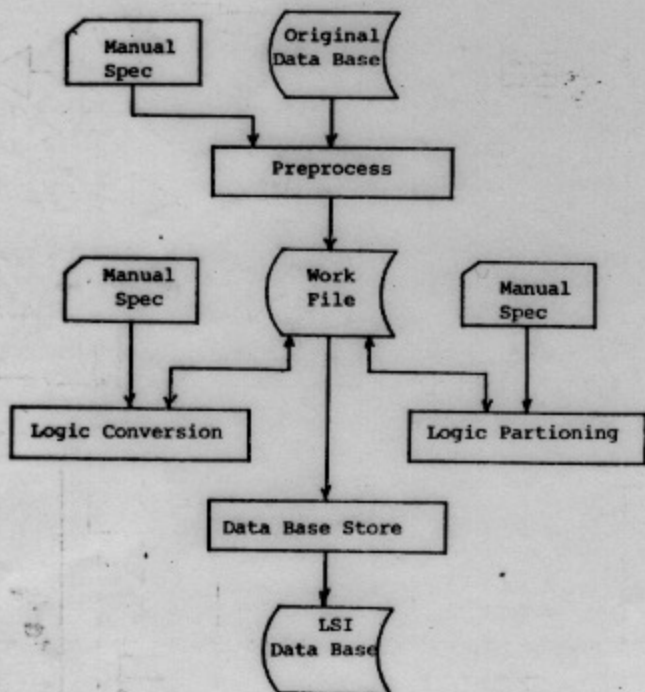 Manual
Spec
Original
Data Base
Preprocess
Manual
Spec
Work
File
Manual
Spec
Logic Conversion
Logic Partioning
Data Base Store
LSI
Data Base